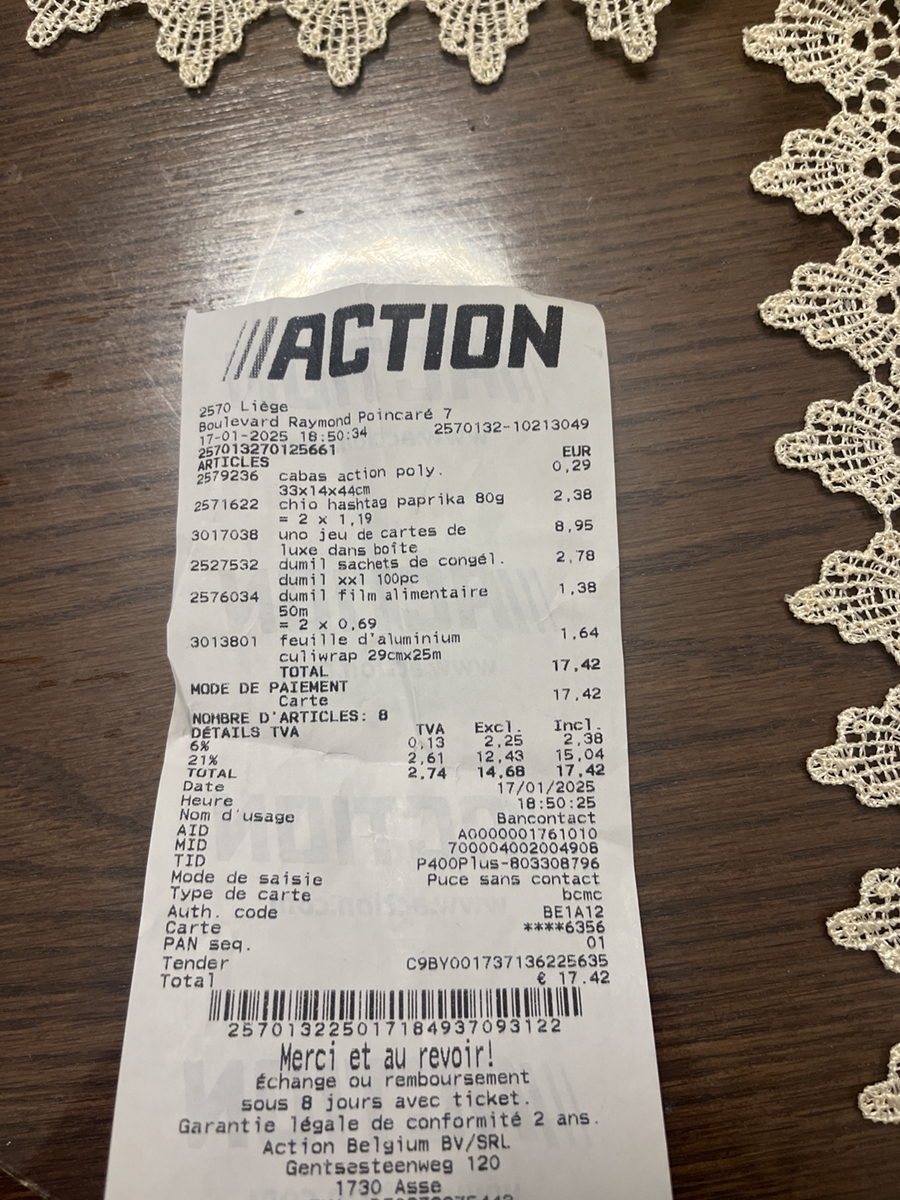 ///ACTION
2570 Liège
Boulevard Raymond Poincaré 7
17-01-2025 18:50:34 2570132-10213049
257013270125661
ARTICLES EUR
2579236 cabas action poly. 0,29
33x14x44cm
2571622 chio hashtag paprika 80g 2,38
= 2 x 1,19
3017038 uno jeu de cartes de 8,95
luxe dans boîte
2527532 dumil sachets de congél. 2,78
dumil xxl 100pc
2576034 dumil film alimentaire 1,38
50m
= 2 x 0,69
3013801 feuille d'aluminium 1,64
culiwrap 29cmx25m
TOTAL 17,42
MODE DE PAIEMENT
Carte 17,42
NOMBRE D'ARTICLES: 8
DÉTAILS TVA TVA Excl. Incl.
6% 0,13 2,25 2,38
21% 2,61 12,43 15,04
TOTAL 2,74 14,68 17,42
Date 17/01/2025
Heure 18:50:25
Nom d'usage Bancontact
AID A0000001761010
MID 700004002004908
TID P400Plus-803308796
Mode de saisie Puce sans contact
Type de carte bcmc
Auth. code BE1A12
Carte ****6356
PAN seq. 01
Tender C9BY001737136225635
Total € 17.42
257013225017184937093122
Merci et au revoir!
Échange ou remboursement
sous 8 jours avec ticket.
Garantie légale de conformité 2 ans.
Action Belgium BV/SRL
Gentsesteenweg 120
1730 Asse